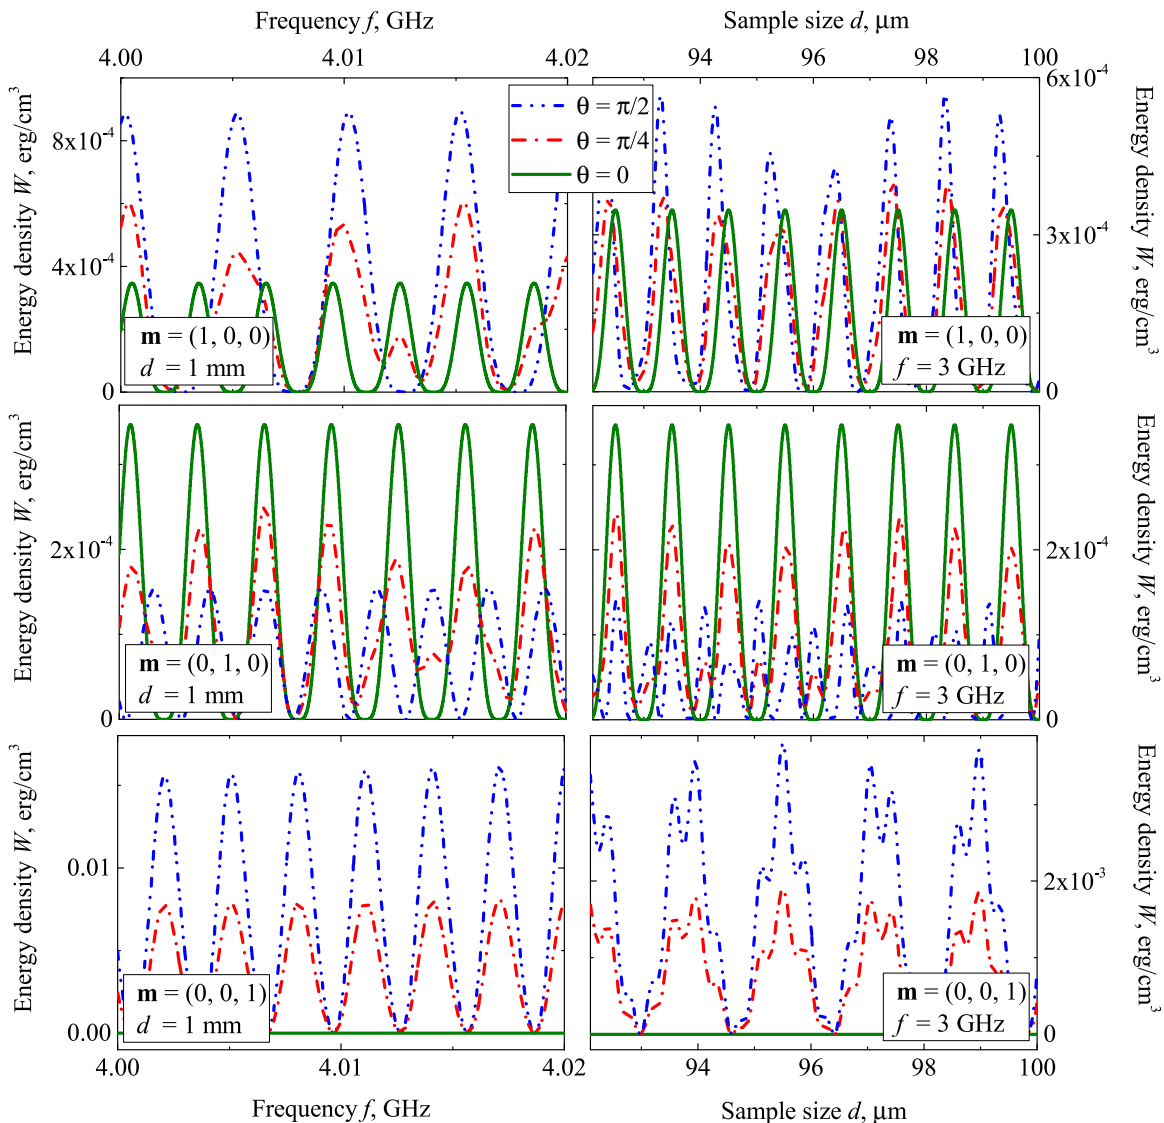 Frequency f, GHz
Sample size d, μm
4.00
4.01
4.02
94
96
98
100
6x10⁻⁴
8x10⁻⁴
4x10⁻⁴
0
Energy density W, erg/cm³
θ = π/2
θ = π/4
θ = 0
m = (1, 0, 0)
d = 1 mm
m = (1, 0, 0)
f = 3 GHz
3x10⁻⁴
0
Energy density W, erg/cm³
2x10⁻⁴
0
Energy density W, erg/cm³
m = (0, 1, 0)
d = 1 mm
m = (0, 1, 0)
f = 3 GHz
2x10⁻⁴
0
Energy density W, erg/cm³
0.01
0.00
Energy density W, erg/cm³
m = (0, 0, 1)
d = 1 mm
m = (0, 0, 1)
f = 3 GHz
2x10⁻³
0
Energy density W, erg/cm³
4.00
4.01
4.02
94
96
98
100
Frequency f, GHz
Sample size d, μm